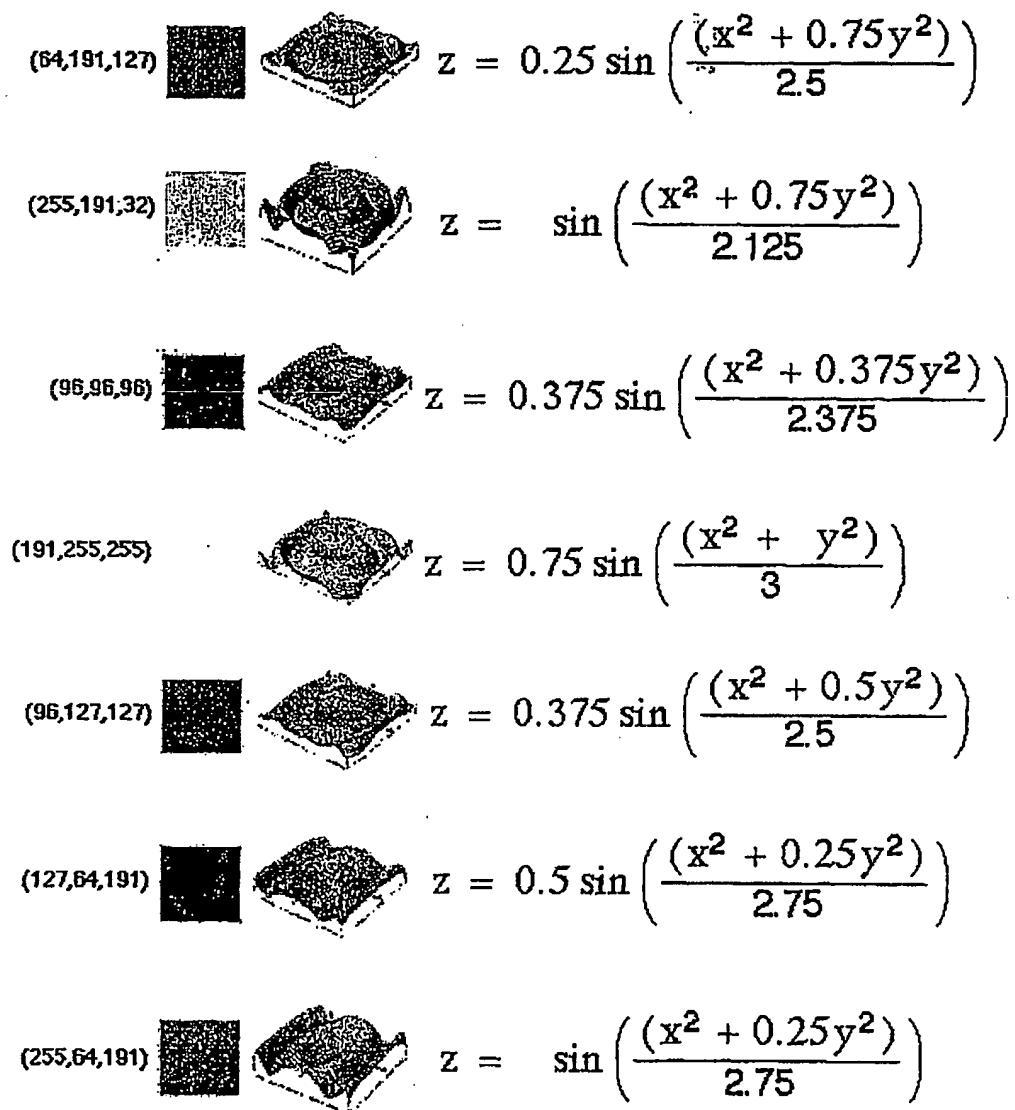 (64,191,127) z = 0.25 sin ( (x² + 0.75y²) / 2.5 )
(255,191,32) z = sin ( (x² + 0.75y²) / 2.125 )
(96,96,96) z = 0.375 sin ( (x² + 0.375y²) / 2.375 )
(191,255,255) z = 0.75 sin ( (x² + y²) / 3 )
(96,127,127) z = 0.375 sin ( (x² + 0.5y²) / 2.5 )
(127,64,191) z = 0.5 sin ( (x² + 0.25y²) / 2.75 )
(255,64,191) z = sin ( (x² + 0.25y²) / 2.75 )